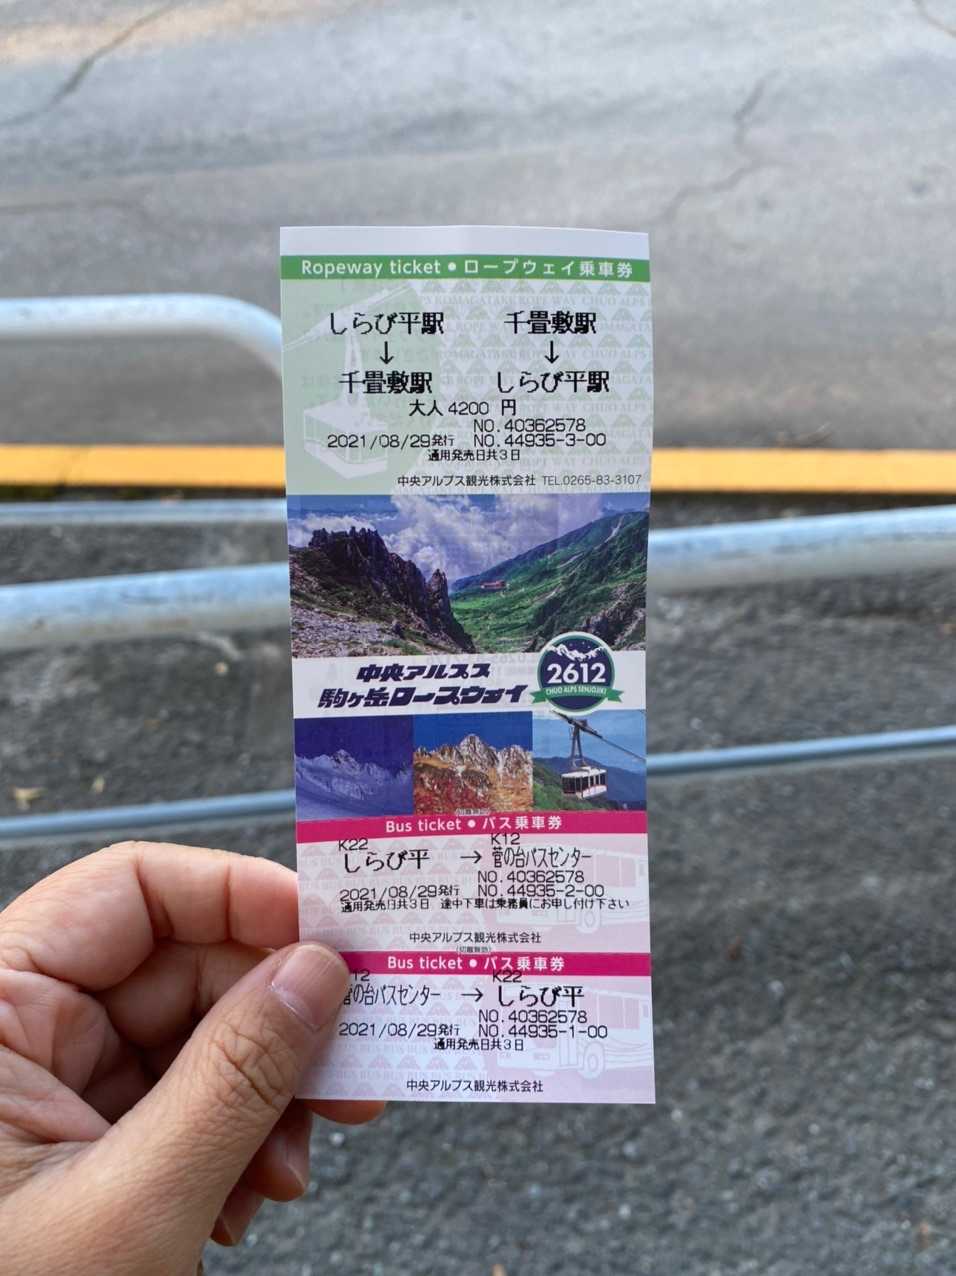 Ropeway ticket ● ロープウェイ乗車券
しらび平駅 千畳敷駅
↓ ↓
千畳敷駅 しらび平駅
大人 4200 円
NO.40362578
2021/08/29発行 NO.44935-3-00
通用発売日共3日
中央アルプス観光株式会社 TEL.0265-83-3107
中央アルプス
駒ヶ岳ロープウェイ
2612
CHUO ALPS SENJOJIKI
(切離無効)
Bus ticket ● バス乗車券
K22 K12
しらび平 →菅の台バスセンター
NO.40362578
2021/08/29発行 NO.44935-2-00
通用発売日共3日 途中下車は乗務員にお申し付け下さい
中央アルプス観光株式会社
(切離無効)
Bus ticket ● バス乗車券
12 K22
菅の台バスセンター → しらび平
NO.40362578
2021/08/29発行 NO.44935-1-00
通用発売日共3日
中央アルプス観光株式会社